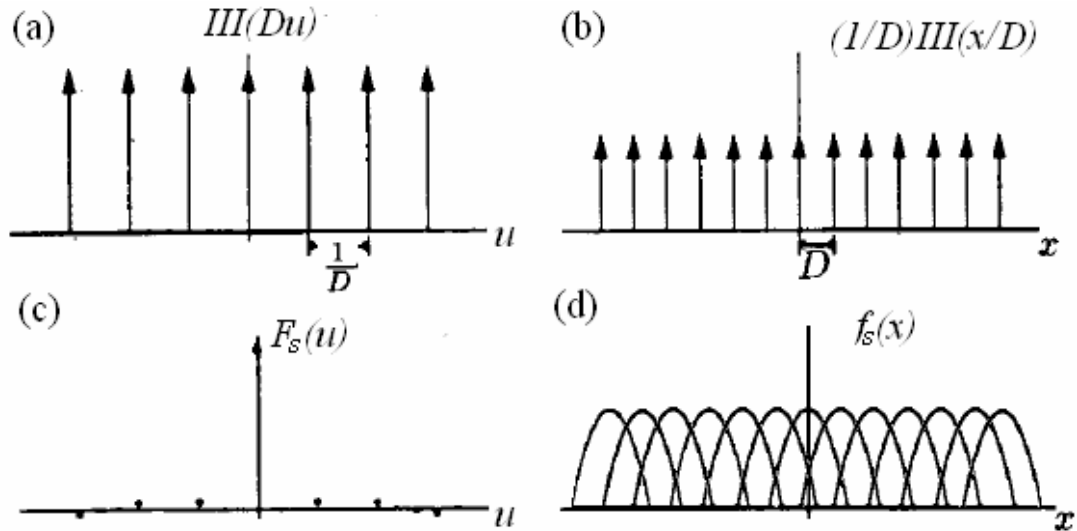 (a) III(Du)
u
1/D
(b) (1/D)III(x/D)
x
D
(c) F_s(u)
u
(d) f_s(x)
x